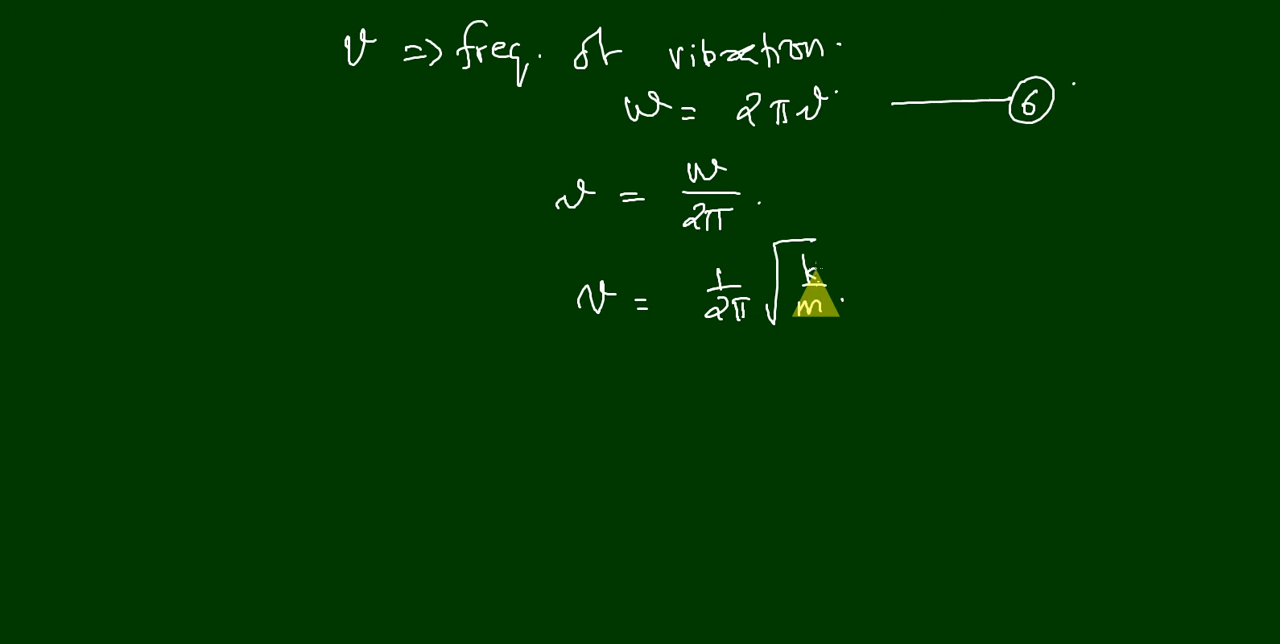 ν => freq. of vibration.
ω = 2πν ——— ⑥
ν = ω/2π.
ν = 1/2π √k/m.